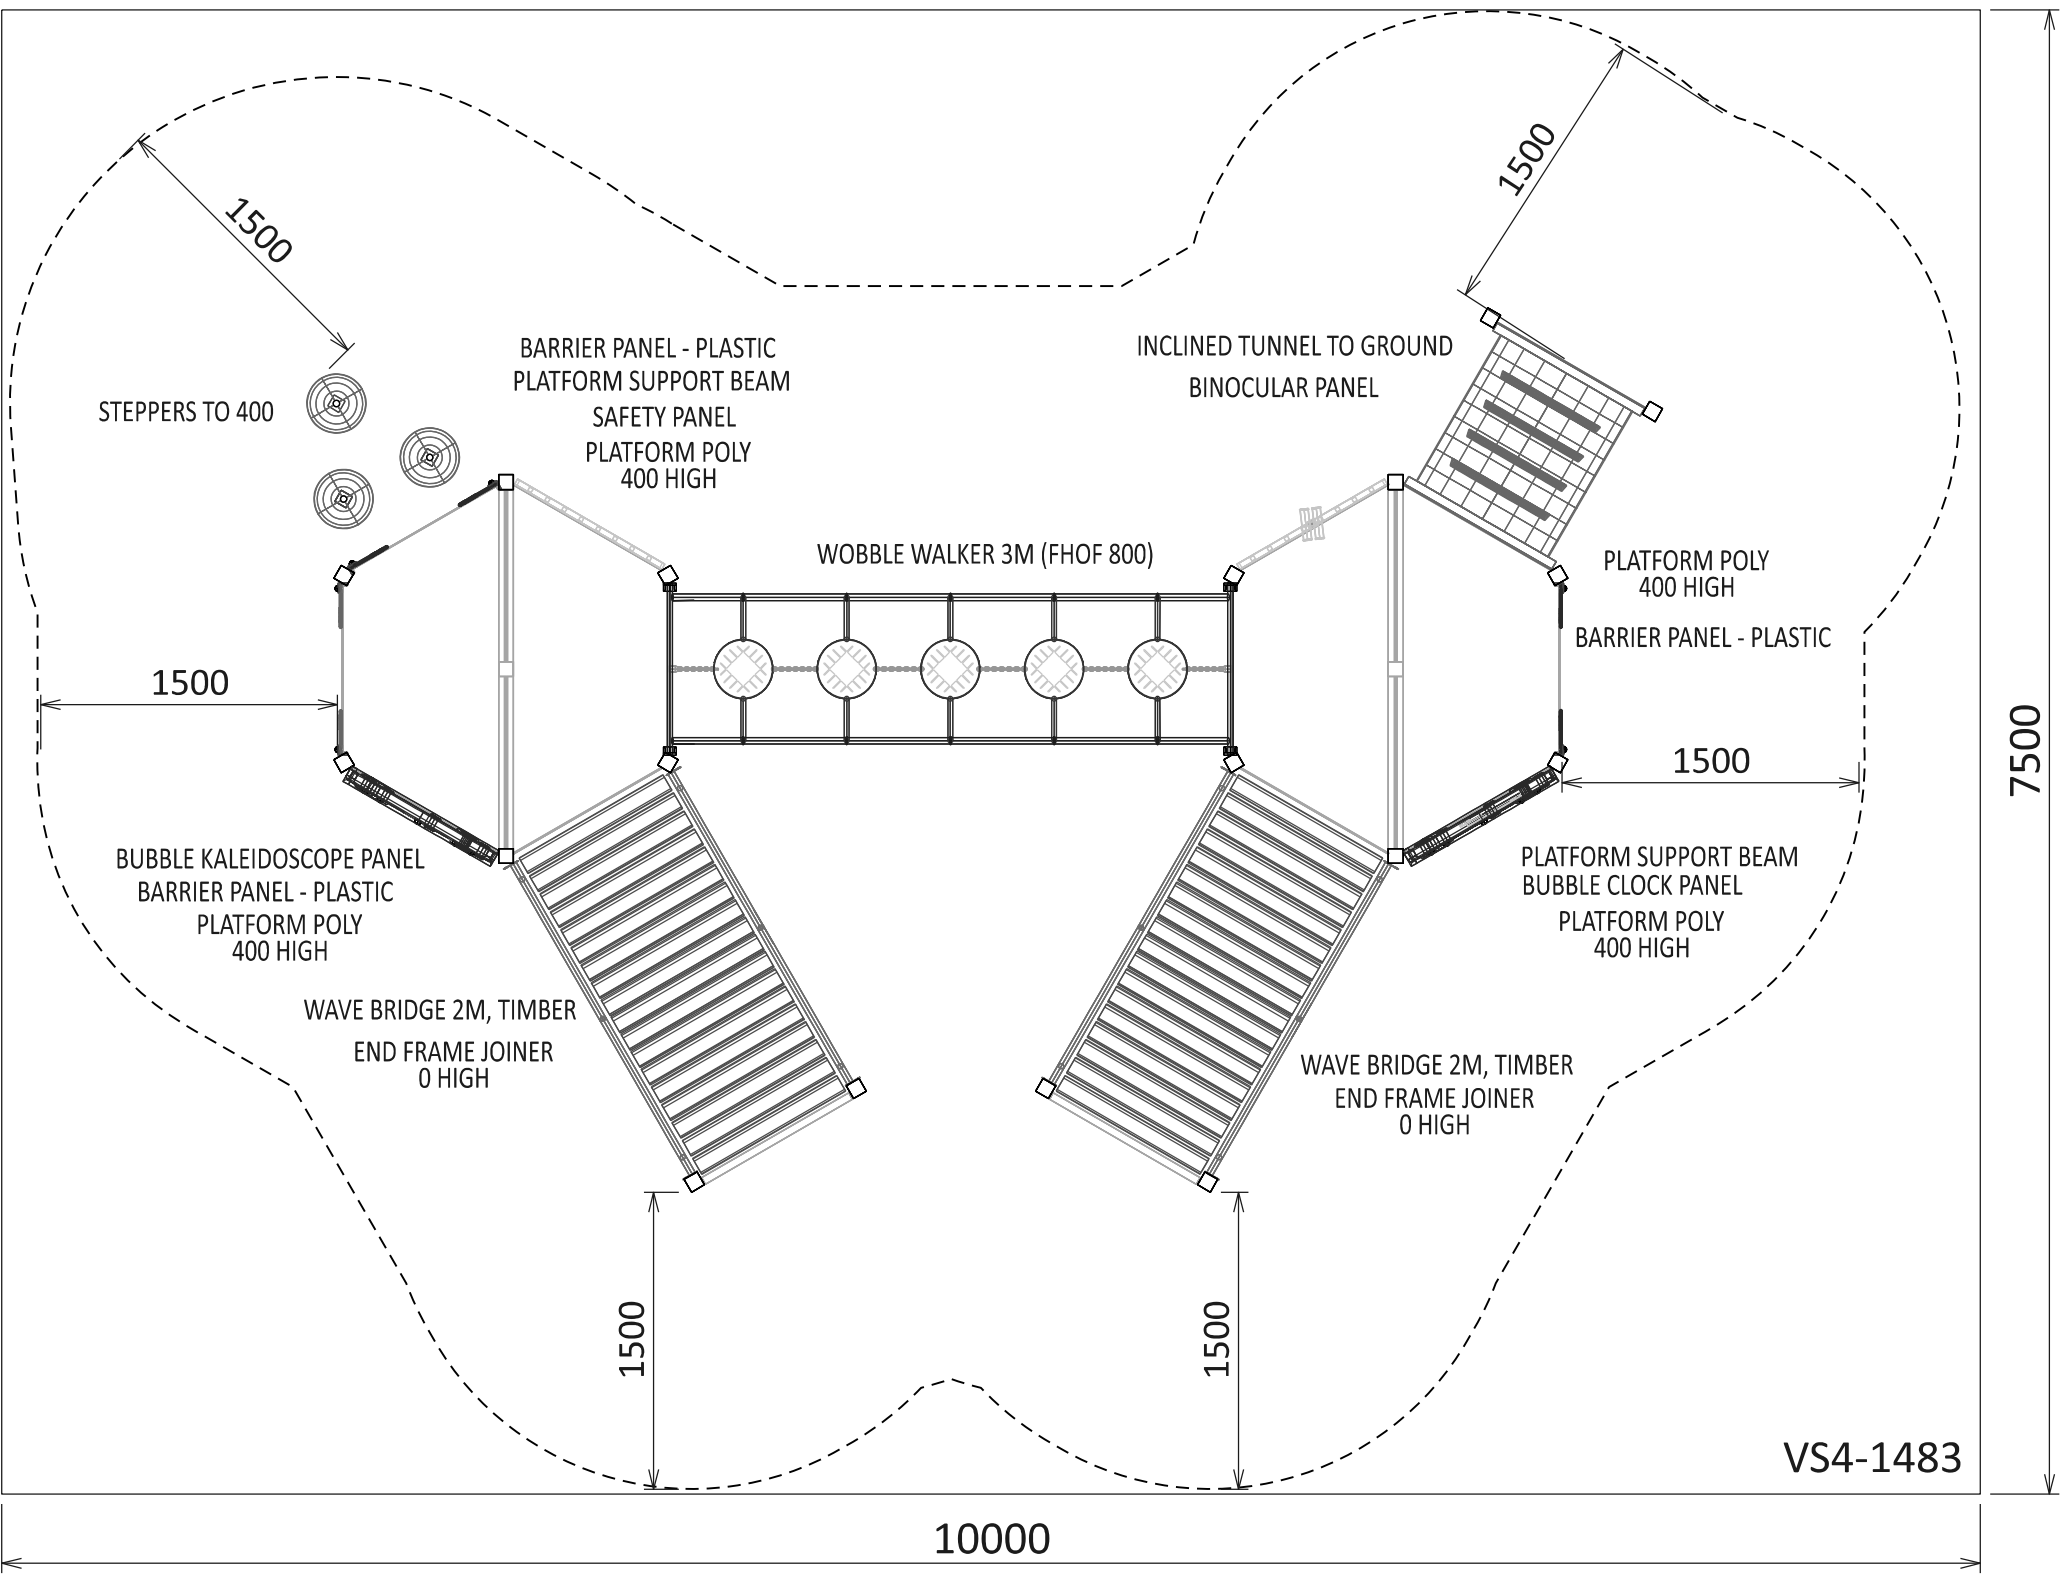 1500
1500
STEPPERS TO 400
BARRIER PANEL - PLASTIC
PLATFORM SUPPORT BEAM
SAFETY PANEL
PLATFORM POLY
400 HIGH
INCLINED TUNNEL TO GROUND
BINOCULAR PANEL
WOBBLE WALKER 3M (FHOF 800)
PLATFORM POLY
400 HIGH
BARRIER PANEL - PLASTIC
1500
1500
7500
BUBBLE KALEIDOSCOPE PANEL
BARRIER PANEL - PLASTIC
PLATFORM POLY
400 HIGH
PLATFORM SUPPORT BEAM
BUBBLE CLOCK PANEL
PLATFORM POLY
400 HIGH
WAVE BRIDGE 2M, TIMBER
END FRAME JOINER
0 HIGH
WAVE BRIDGE 2M, TIMBER
END FRAME JOINER
0 HIGH
1500
1500
VS4-1483
10000